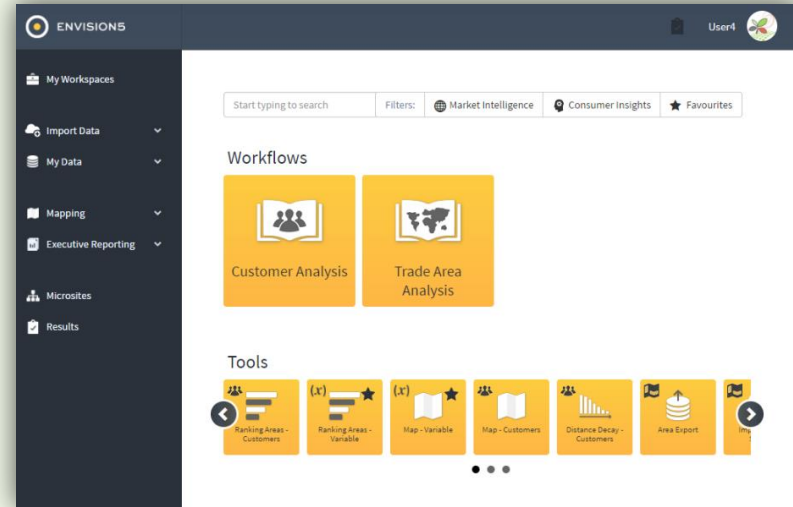 ENVISION5
User4
My Workspaces
Import Data
My Data
Mapping
Executive Reporting
Microsites
Results
Start typing to search
Filters:
Market Intelligence
Consumer Insights
Favourites
Workflows
Customer Analysis
Trade Area
Analysis
Tools
(x)
(x)
Ranking Areas -
Customers
Ranking Areas -
Variable
Map - Variable
Map - Customers
Distance Decay -
Customers
Area Export